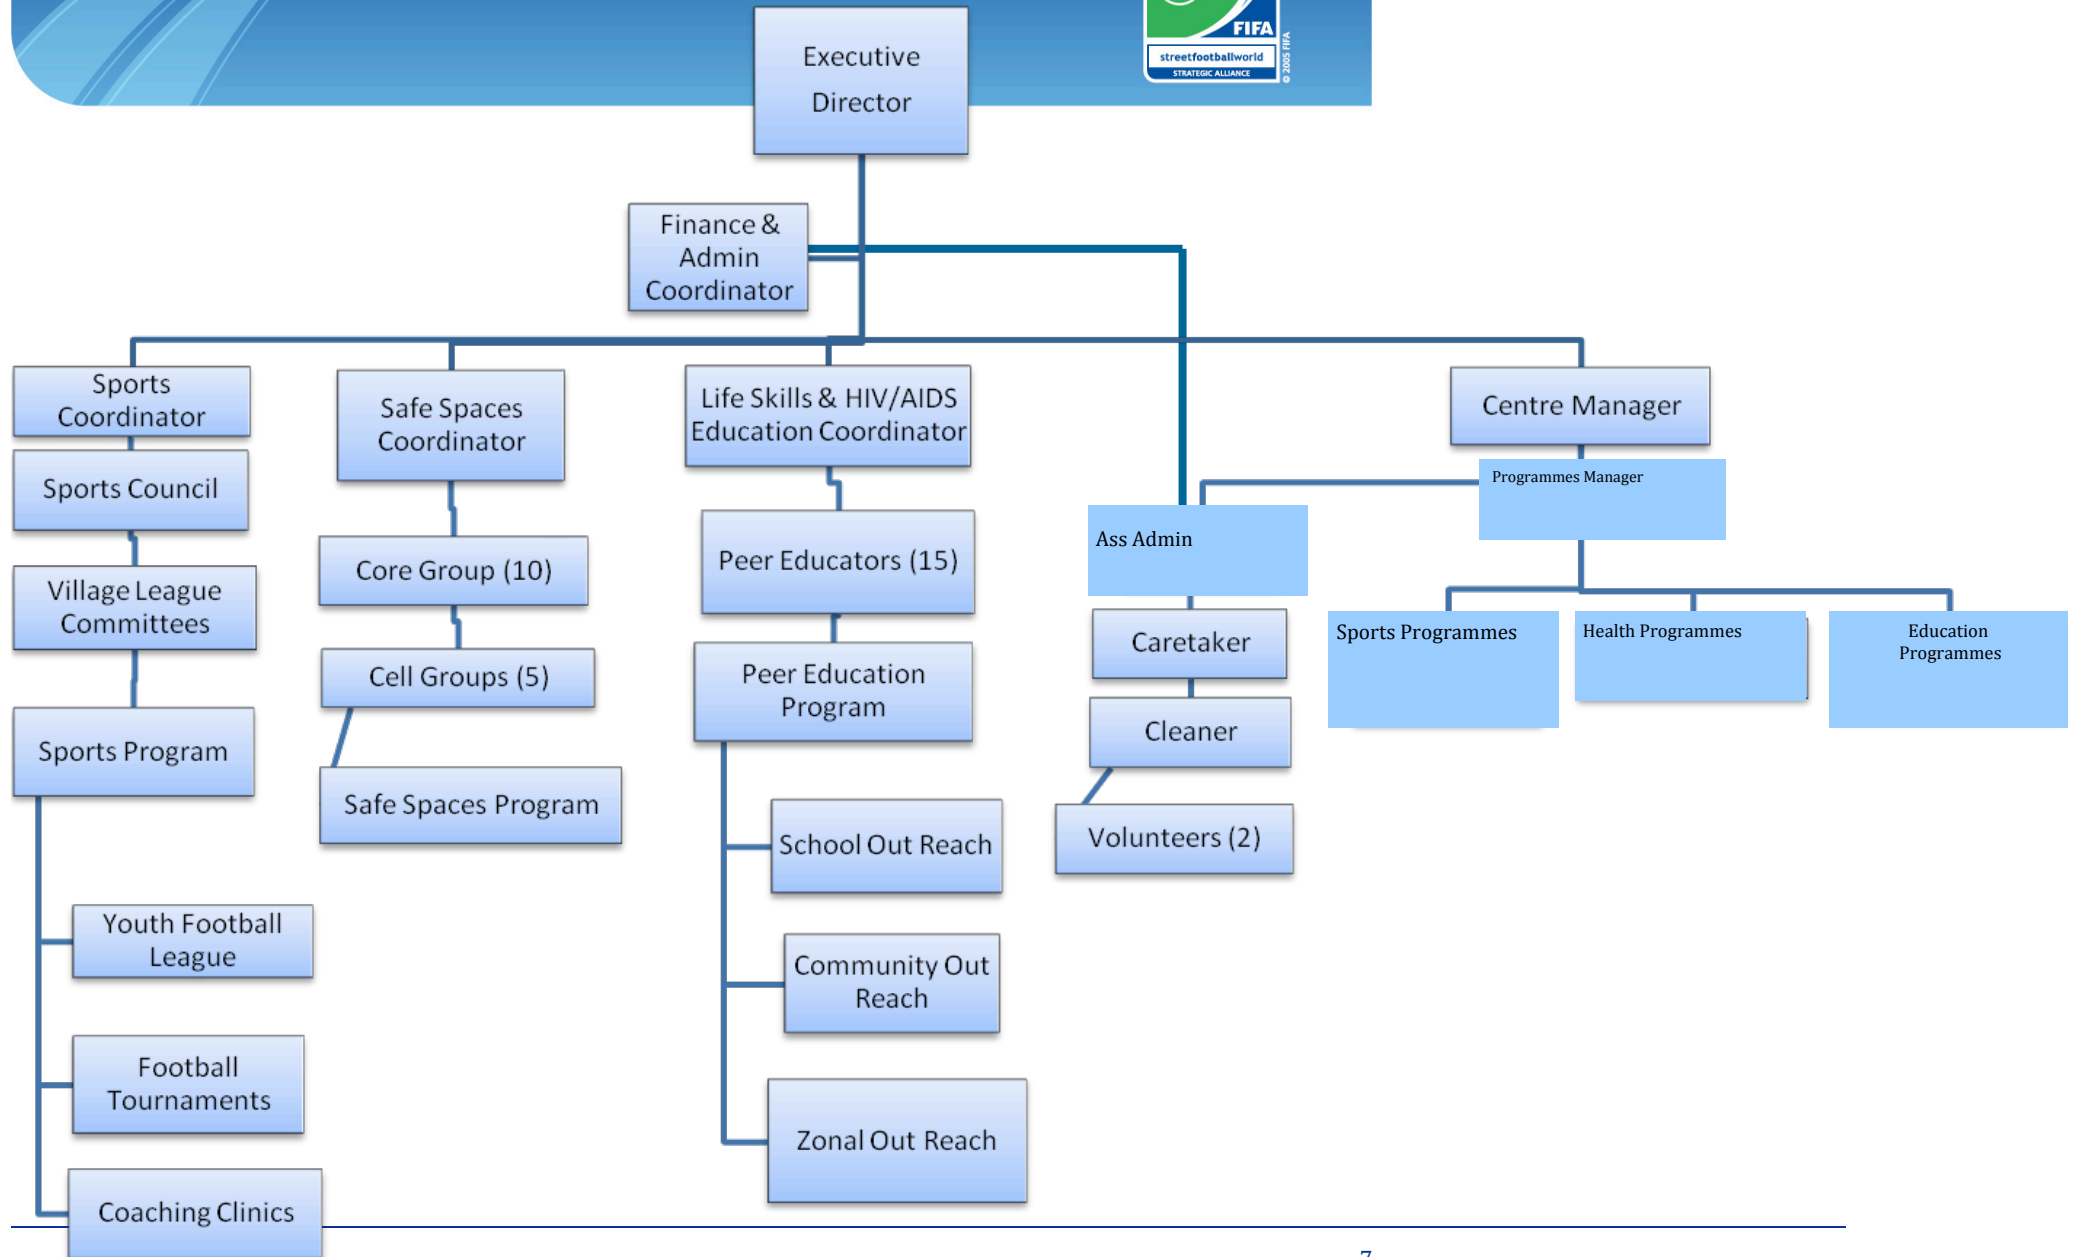 FIFA
streetfootballworld
STRATEGIC ALLIANCE
© 2005 FIFA
Executive
Director
Finance &
Admin
Coordinator
Sports
Coordinator
Safe Spaces
Coordinator
Life Skills & HIV/AIDS
Education Coordinator
Centre Manager
Sports Council
Programmes Manager
Ass Admin
Core Group (10)
Peer Educators (15)
Village League
Committees
Caretaker
Sports Programmes
Health Programmes
Education
Programmes
Cell Groups (5)
Peer Education
Program
Cleaner
Sports Program
Safe Spaces Program
School Out Reach
Volunteers (2)
Youth Football
League
Community Out
Reach
Football
Tournaments
Zonal Out Reach
Coaching Clinics
7